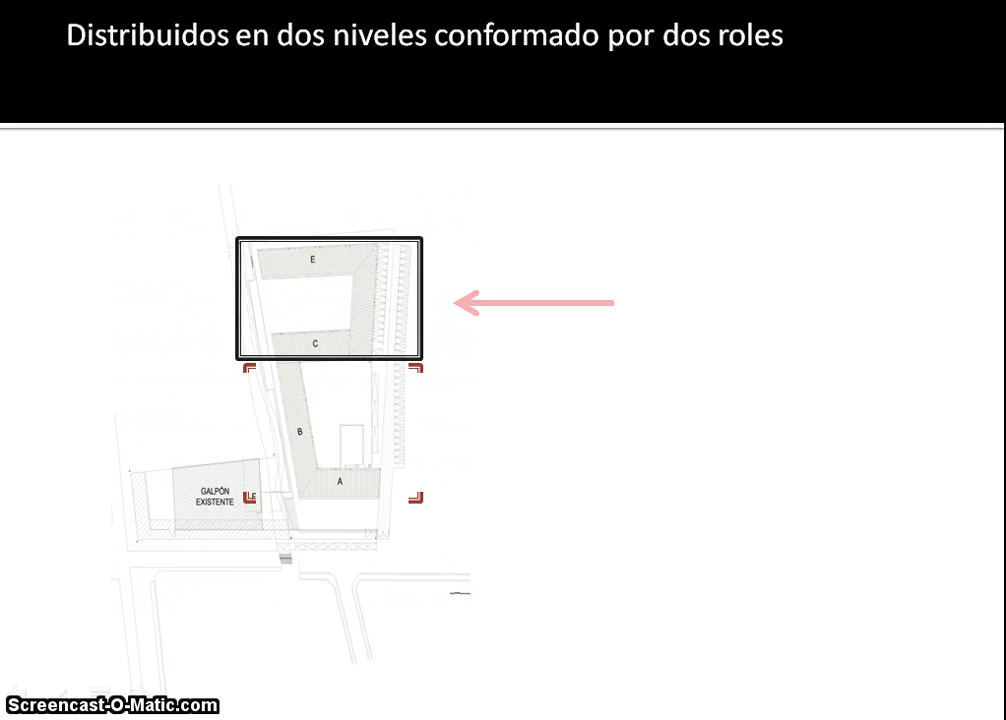 Distribuidos en dos niveles conformado por dos roles
E
C
B
A
GALPÓN
EXISTENTE
Screencast-O-Matic.com